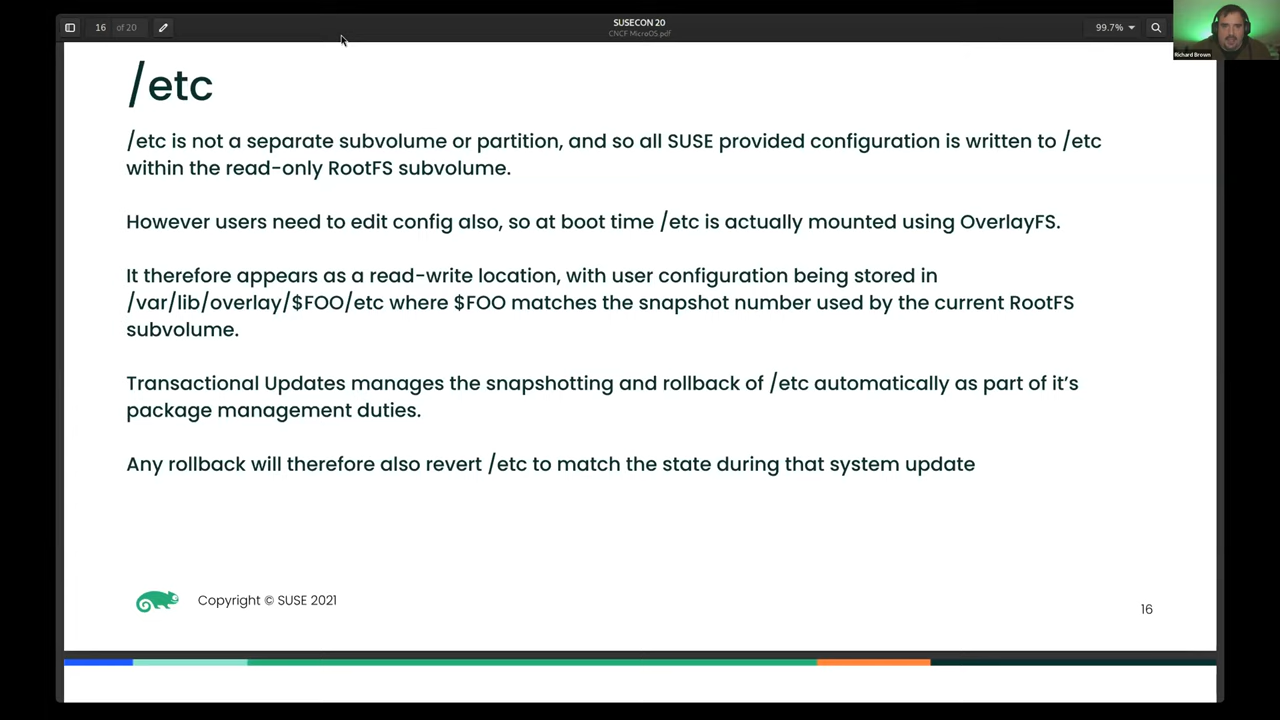 16 of 20
SUSECON 20
CNCF MicroOS.pdf
99.7%
Richard Brown
/etc
/etc is not a separate subvolume or partition, and so all SUSE provided configuration is written to /etc
within the read-only RootFS subvolume.
However users need to edit config also, so at boot time /etc is actually mounted using OverlayFS.
It therefore appears as a read-write location, with user configuration being stored in
/var/lib/overlay/$FOO/etc where $FOO matches the snapshot number used by the current RootFS
subvolume.
Transactional Updates manages the snapshotting and rollback of /etc automatically as part of it's
package management duties.
Any rollback will therefore also revert /etc to match the state during that system update
Copyright © SUSE 2021
16